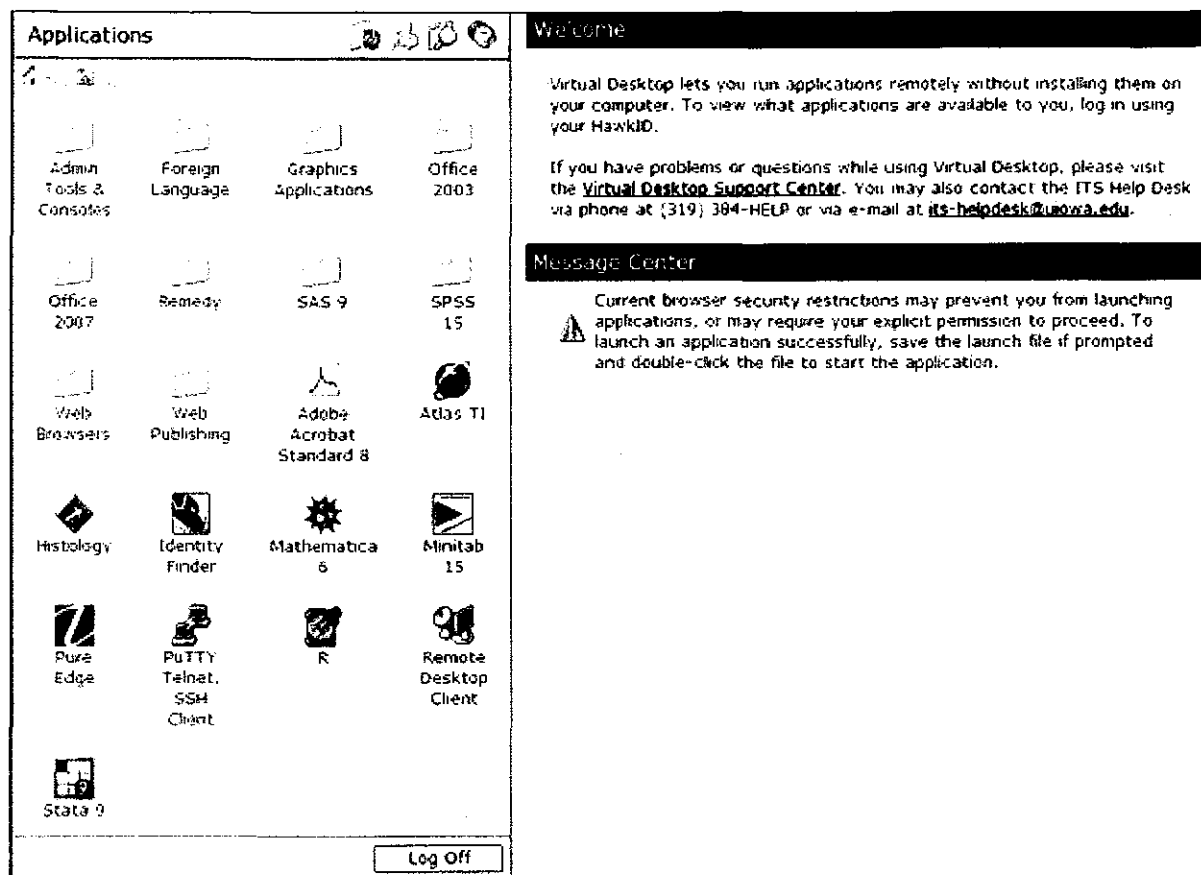 Applications
Admin
Tools &
Consoles
Foreign
Language
Graphics
Applications
Office
2003
Office
2007
Remedy
SAS 9
SPSS
15
Web
Browsers
Web
Publishing
Adobe
Acrobat
Standard 8
Atlas TI
Histology
Identity
Finder
Mathematica
6
Minitab
15
Pure
Edge
PuTTY
Telnet,
SSH
Client
R
Remote
Desktop
Client
Stata 9
Log Off
Welcome
Virtual Desktop lets you run applications remotely without installing them on
your computer. To view what applications are available to you, log in using
your HawkID.
If you have problems or questions while using Virtual Desktop, please visit
the Virtual Desktop Support Center. You may also contact the ITS Help Desk
via phone at (319) 384-HELP or via e-mail at its-helpdesk@uiowa.edu.
Message Center
Current browser security restrictions may prevent you from launching
applications, or may require your explicit permission to proceed. To
launch an application successfully, save the launch file if prompted
and double-click the file to start the application.